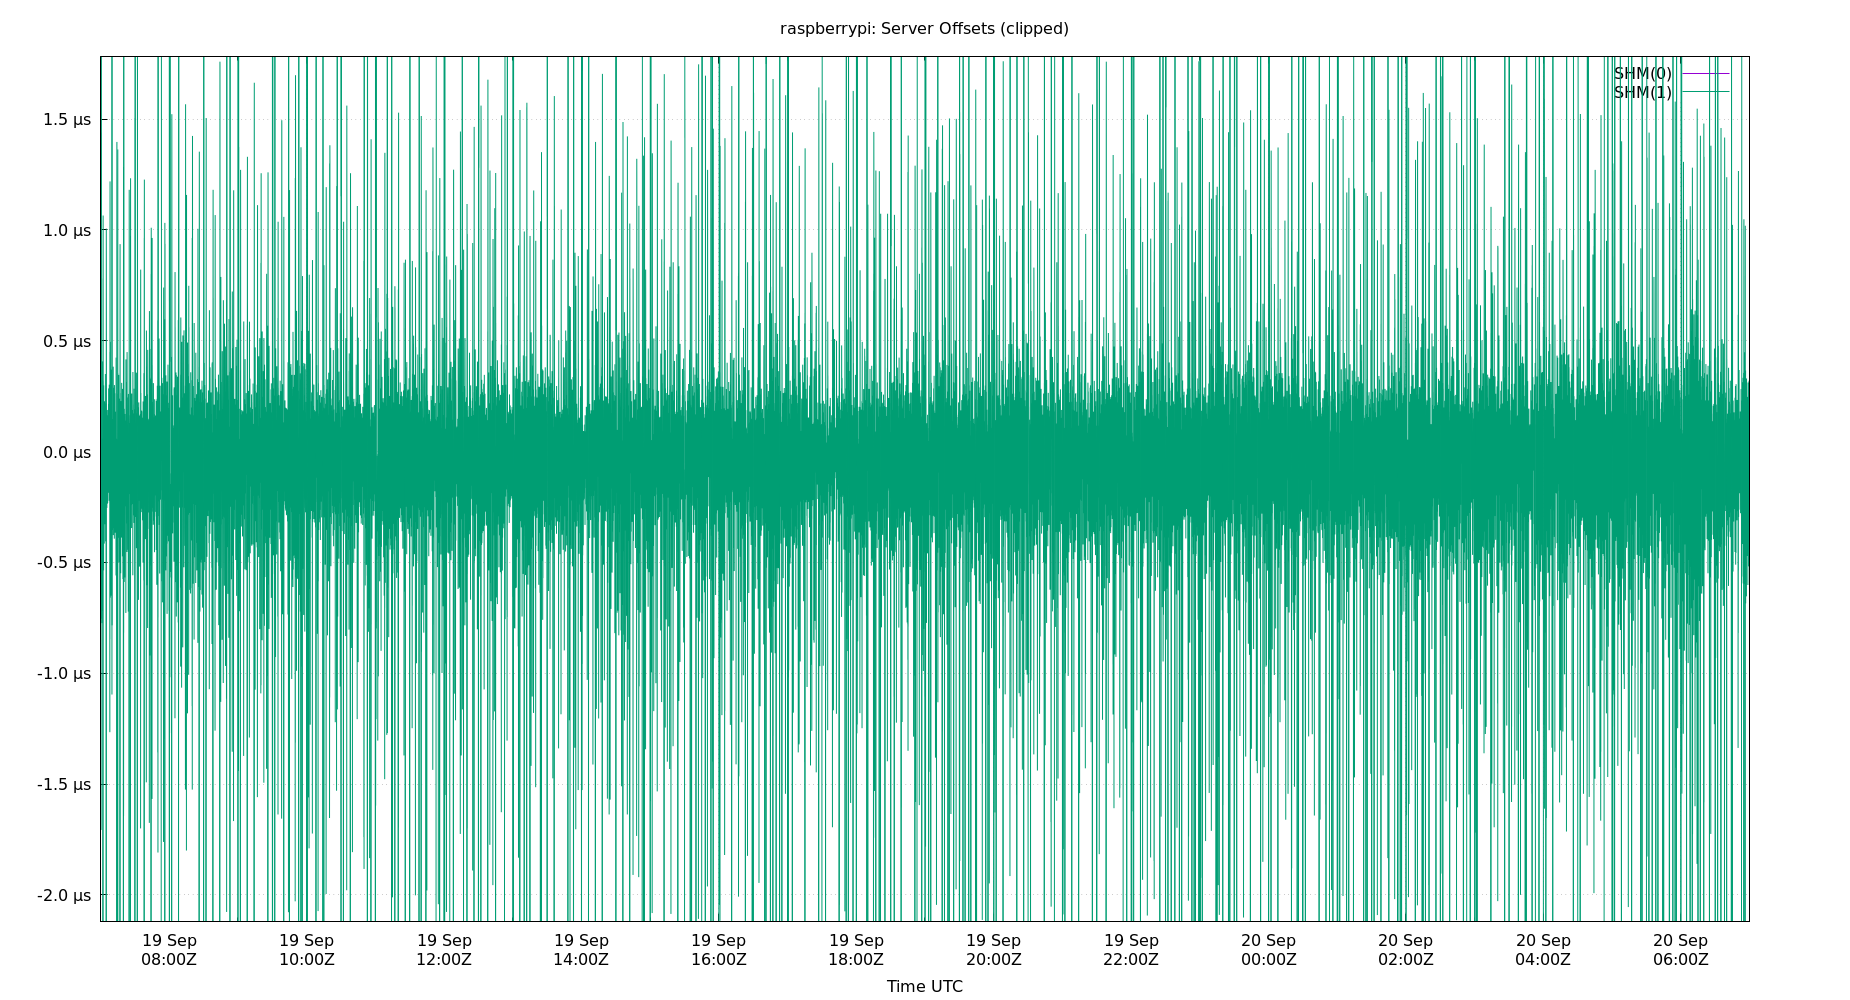 raspberrypi: Server Offsets (clipped)
SHM(0)
SHM(1)
1.5 µs
1.0 µs
0.5 µs
0.0 µs
-0.5 µs
-1.0 µs
-1.5 µs
-2.0 µs
19 Sep 19 Sep 19 Sep 19 Sep 19 Sep 19 Sep 19 Sep 19 Sep 20 Sep 20 Sep 20 Sep 20 Sep
08:00Z 10:00Z 12:00Z 14:00Z 16:00Z 18:00Z 20:00Z 22:00Z 00:00Z 02:00Z 04:00Z 06:00Z
Time UTC